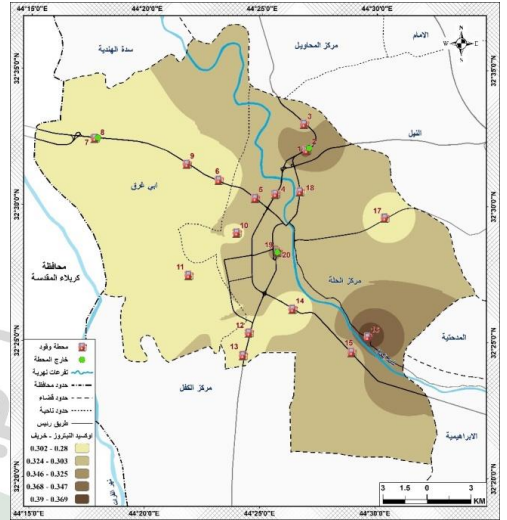 44°15'0"E 44°20'0"E 44°25'0"E 44°30'0"E
32°35'0"N
32°30'0"N
32°25'0"N
32°20'0"N
سدة الهندية
مركز المحاويل
الامام
النيل
ابي غرق
محافظة
كربلاء المقدسة
مركز الحلة
المدحتية
مركز الكفل
الابراهيمية
N
W E
S
3
8
7
9
6
5
4
18
17
10
11
19
20
14
12
13
15
محطة وقود
خارج المحطة
تفرعات نهرية
حدود محافظة
حدود قضاء
حدود ناحية
طريق رئيس
اوكسيد النيتروز - خريف
0.302 - 0.28
0.324 - 0.303
0.346 - 0.325
0.368 - 0.347
0.39 - 0.369
3 1.5 0 3
KM
44°20'0"E 44°25'0"E 44°30'0"E
32°35'0"N
32°30'0"N
32°25'0"N
32°20'0"N